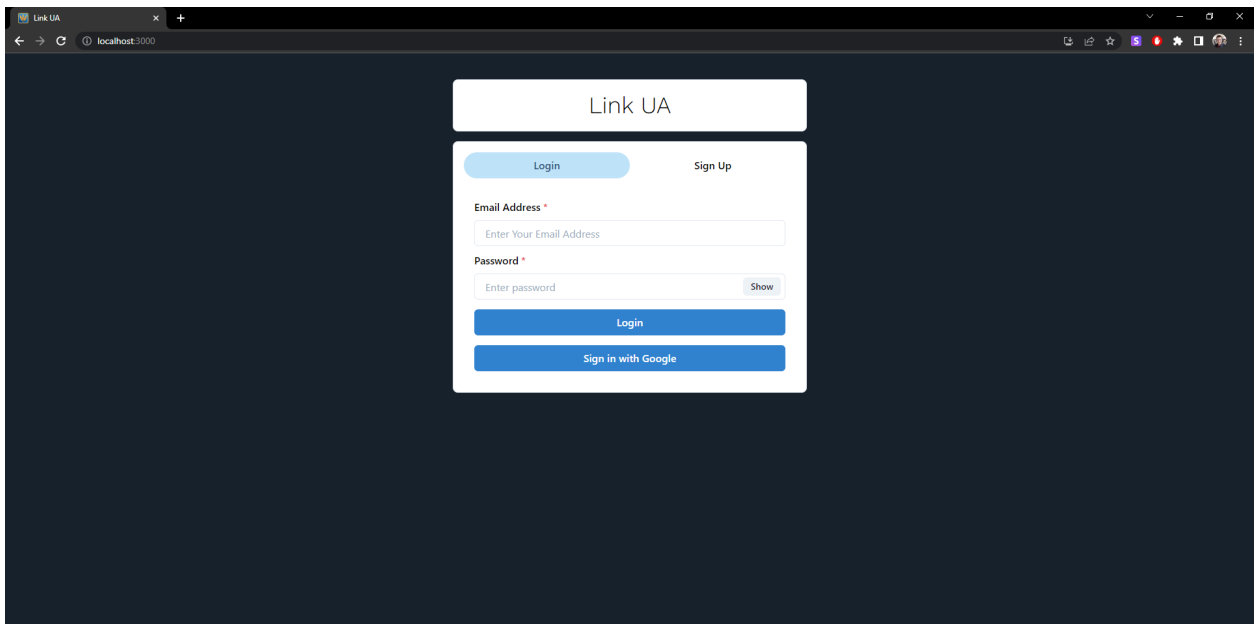 Link UA
localhost:3000
Link UA
Login Sign Up
Email Address *
Enter Your Email Address
Password *
Enter password Show
Login
Sign in with Google